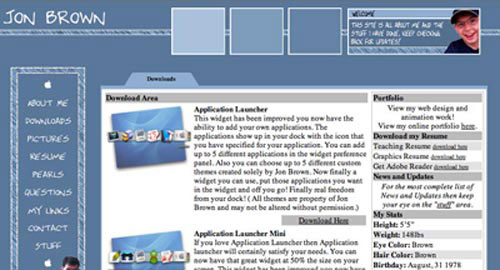 JON BROWN
WELCOME
THIS SITE IS ALL ABOUT ME AND THE
STUFF I HAVE DONE, KEEP CHECKING
BACK FOR UPDATES!
ABOUT ME
DOWNLOADS
PICTURES
RESUME
PEARLS
QUESTIONS
MY LINKS
CONTACT
STUFF
Downloads
Download Area
Application Launcher
This widget has been improved you now have the
ability to add your own applications. The
applications show up in your dock with the icon that
you have specified for your application. You can add
up to 5 different applications in the widget preference
panel. Also you can choose up to 5 different custom
themes created solely by Jon Brown. Now finally a
widget you can use, put those applications you want
in the widget and off you go! Finally real freedom
from your dock! ( All themes are property of Jon
Brown and may not be altered without permission.)
Download Here
Application Launcher Mini
If you love Application Launcher then Application
launcher will certainly satisfy your needs. You can
now have that great widget at 50% the size on your
screen. This widget has been improved you now have
Portfolio
View my web design and
animation work!
View my online portfolio here.
Download my Resume
Teaching Resume download here
Graphics Resume download here
Get Adobe Reader download here
News and Updates
For the most complete list of
News and Updates then keep
your eye on the "stuff" area.
My Stats
Height: 5'5"
Weight: 148lbs
Eye Color: Brown
Hair Color: Brown
Birthday: August, 31 1978